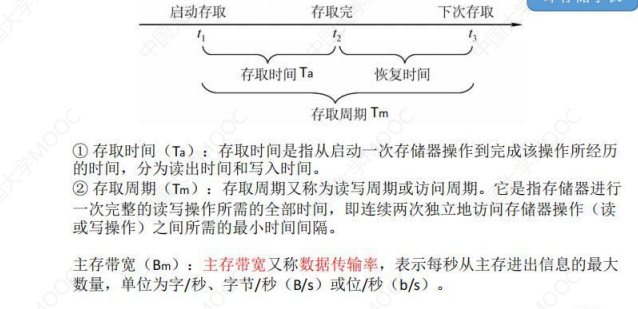 启动存取 存取完 下次存取
t1 t2 t3
存取时间 Ta 恢复时间
存取周期 Tm
① 存取时间（Ta）：存取时间是指从启动一次存储器操作到完成该操作所经历
的时间，分为读出时间和写入时间。
② 存取周期（Tm）：存取周期又称为读写周期或访问周期。它是指存储器进行
一次完整的读写操作所需的全部时间，即连续两次独立地访问存储器操作（读
或写操作）之间所需的最小时间间隔。
主存带宽（Bm）：主存带宽又称数据传输率，表示每秒从主存进出信息的最大
数量，单位为字/秒、字节/秒（B/s）或位/秒（b/s）。